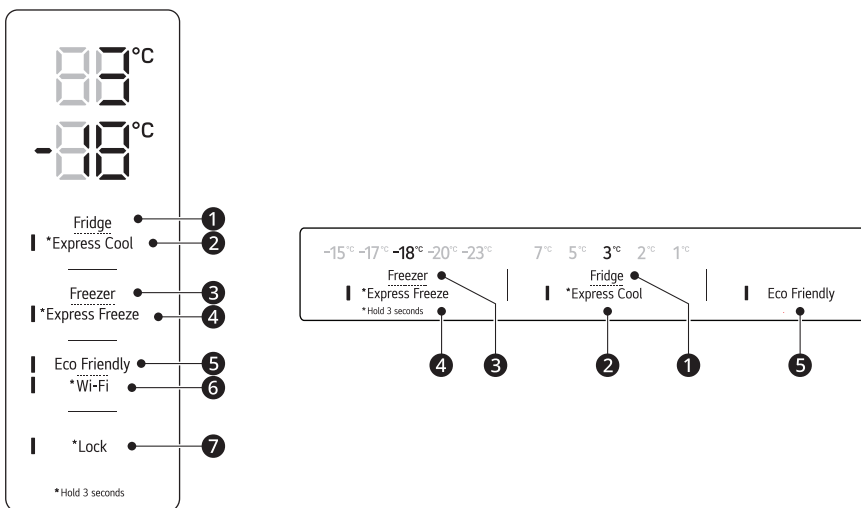 3°C
-18°C
Fridge
*Express Cool
Freezer
*Express Freeze
Eco Friendly
*Wi-Fi
*Lock
*Hold 3 seconds
1
2
3
4
5
6
7
-15°C -17°C -18°C -20°C -23°C
7°C 5°C 3°C 2°C 1°C
Freezer
*Express Freeze
*Hold 3 seconds
Fridge
*Express Cool
Eco Friendly
4 3 2 1 5